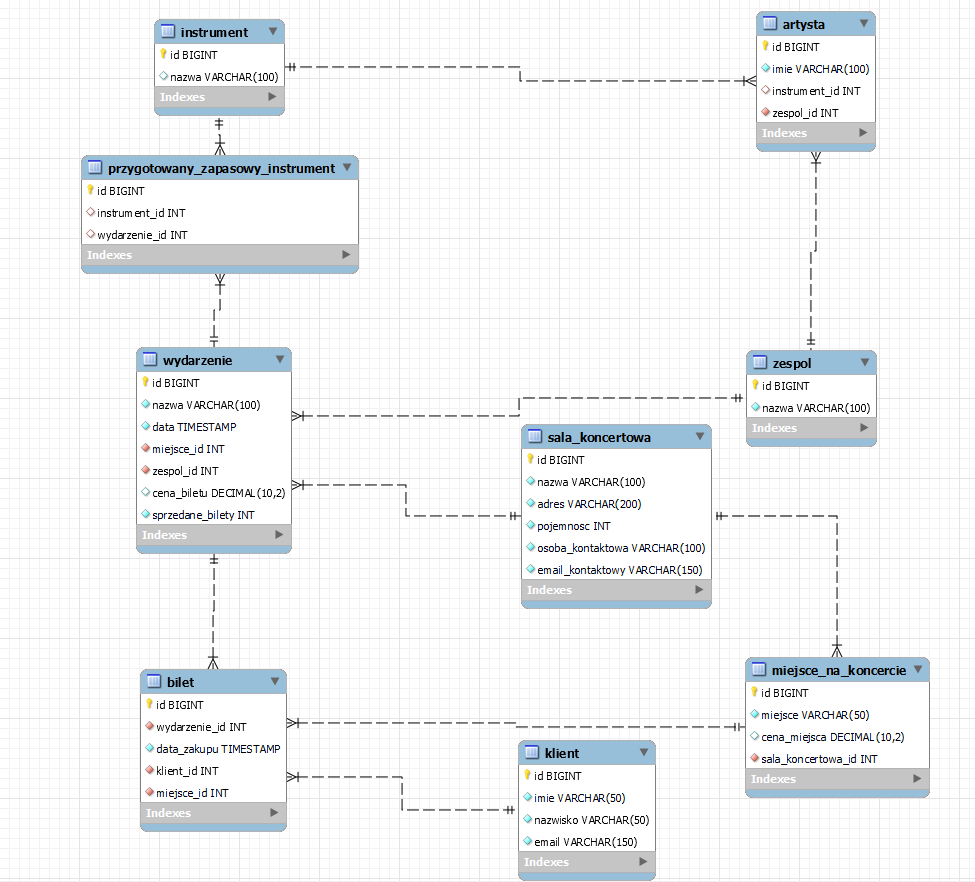 instrument
id BIGINT
nazwa VARCHAR(100)
Indexes
artysta
id BIGINT
imie VARCHAR(100)
instrument_id INT
zespol_id INT
Indexes
przygotowany_zapasowy_instrument
id BIGINT
instrument_id INT
wydarzenie_id INT
Indexes
wydarzenie
id BIGINT
nazwa VARCHAR(100)
data TIMESTAMP
miejsce_id INT
zespol_id INT
cena_biletu DECIMAL(10,2)
sprzedane_bilety INT
Indexes
zespol
id BIGINT
nazwa VARCHAR(100)
Indexes
sala_koncertowa
id BIGINT
nazwa VARCHAR(100)
adres VARCHAR(200)
pojemnosc INT
osoba_kontaktowa VARCHAR(100)
email_kontaktowy VARCHAR(150)
Indexes
bilet
id BIGINT
wydarzenie_id INT
data_zakupu TIMESTAMP
klient_id INT
miejsce_id INT
Indexes
miejsce_na_koncercie
id BIGINT
miejsce VARCHAR(50)
cena_miejsca DECIMAL(10,2)
sala_koncertowa_id INT
Indexes
klient
id BIGINT
imie VARCHAR(50)
nazwisko VARCHAR(50)
email VARCHAR(150)
Indexes